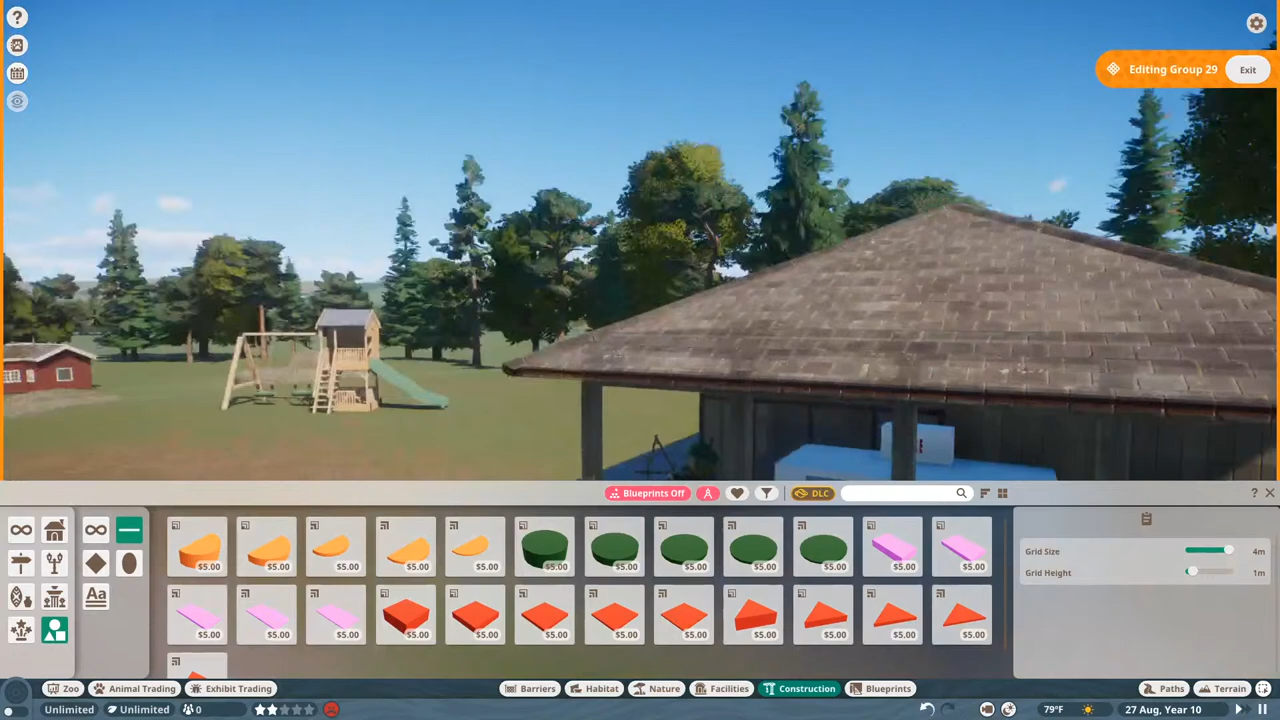 ?
Editing Group 29
Exit
Blueprints Off
DLC
? ×
$5.00 $5.00 $5.00 $5.00 $5.00 $5.00 $5.00 $5.00 $5.00 $5.00 $5.00 $5.00
Grid Size 4m
Grid Height 1m
Aa
$5.00 $5.00 $5.00 $5.00 $5.00 $5.00 $5.00 $5.00 $5.00 $5.00 $5.00 $5.00
Zoo Animal Trading Exhibit Trading Barriers Habitat Nature Facilities Construction Blueprints Paths Terrain
Unlimited Unlimited 0 79°F 27 Aug, Year 10